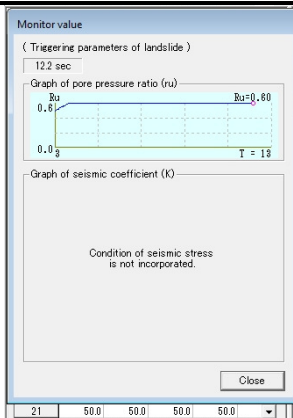 Monitor value
( Triggering parameters of landslide )
12.2 sec
Graph of pore pressure ratio (ru)
Ru Ru=0.60
0.6
0.0
3 T = 13
Graph of seismic coefficient (K)
Condition of seismic stress
is not incorporated.
Close
21 50.0 50.0 50.0 50.0